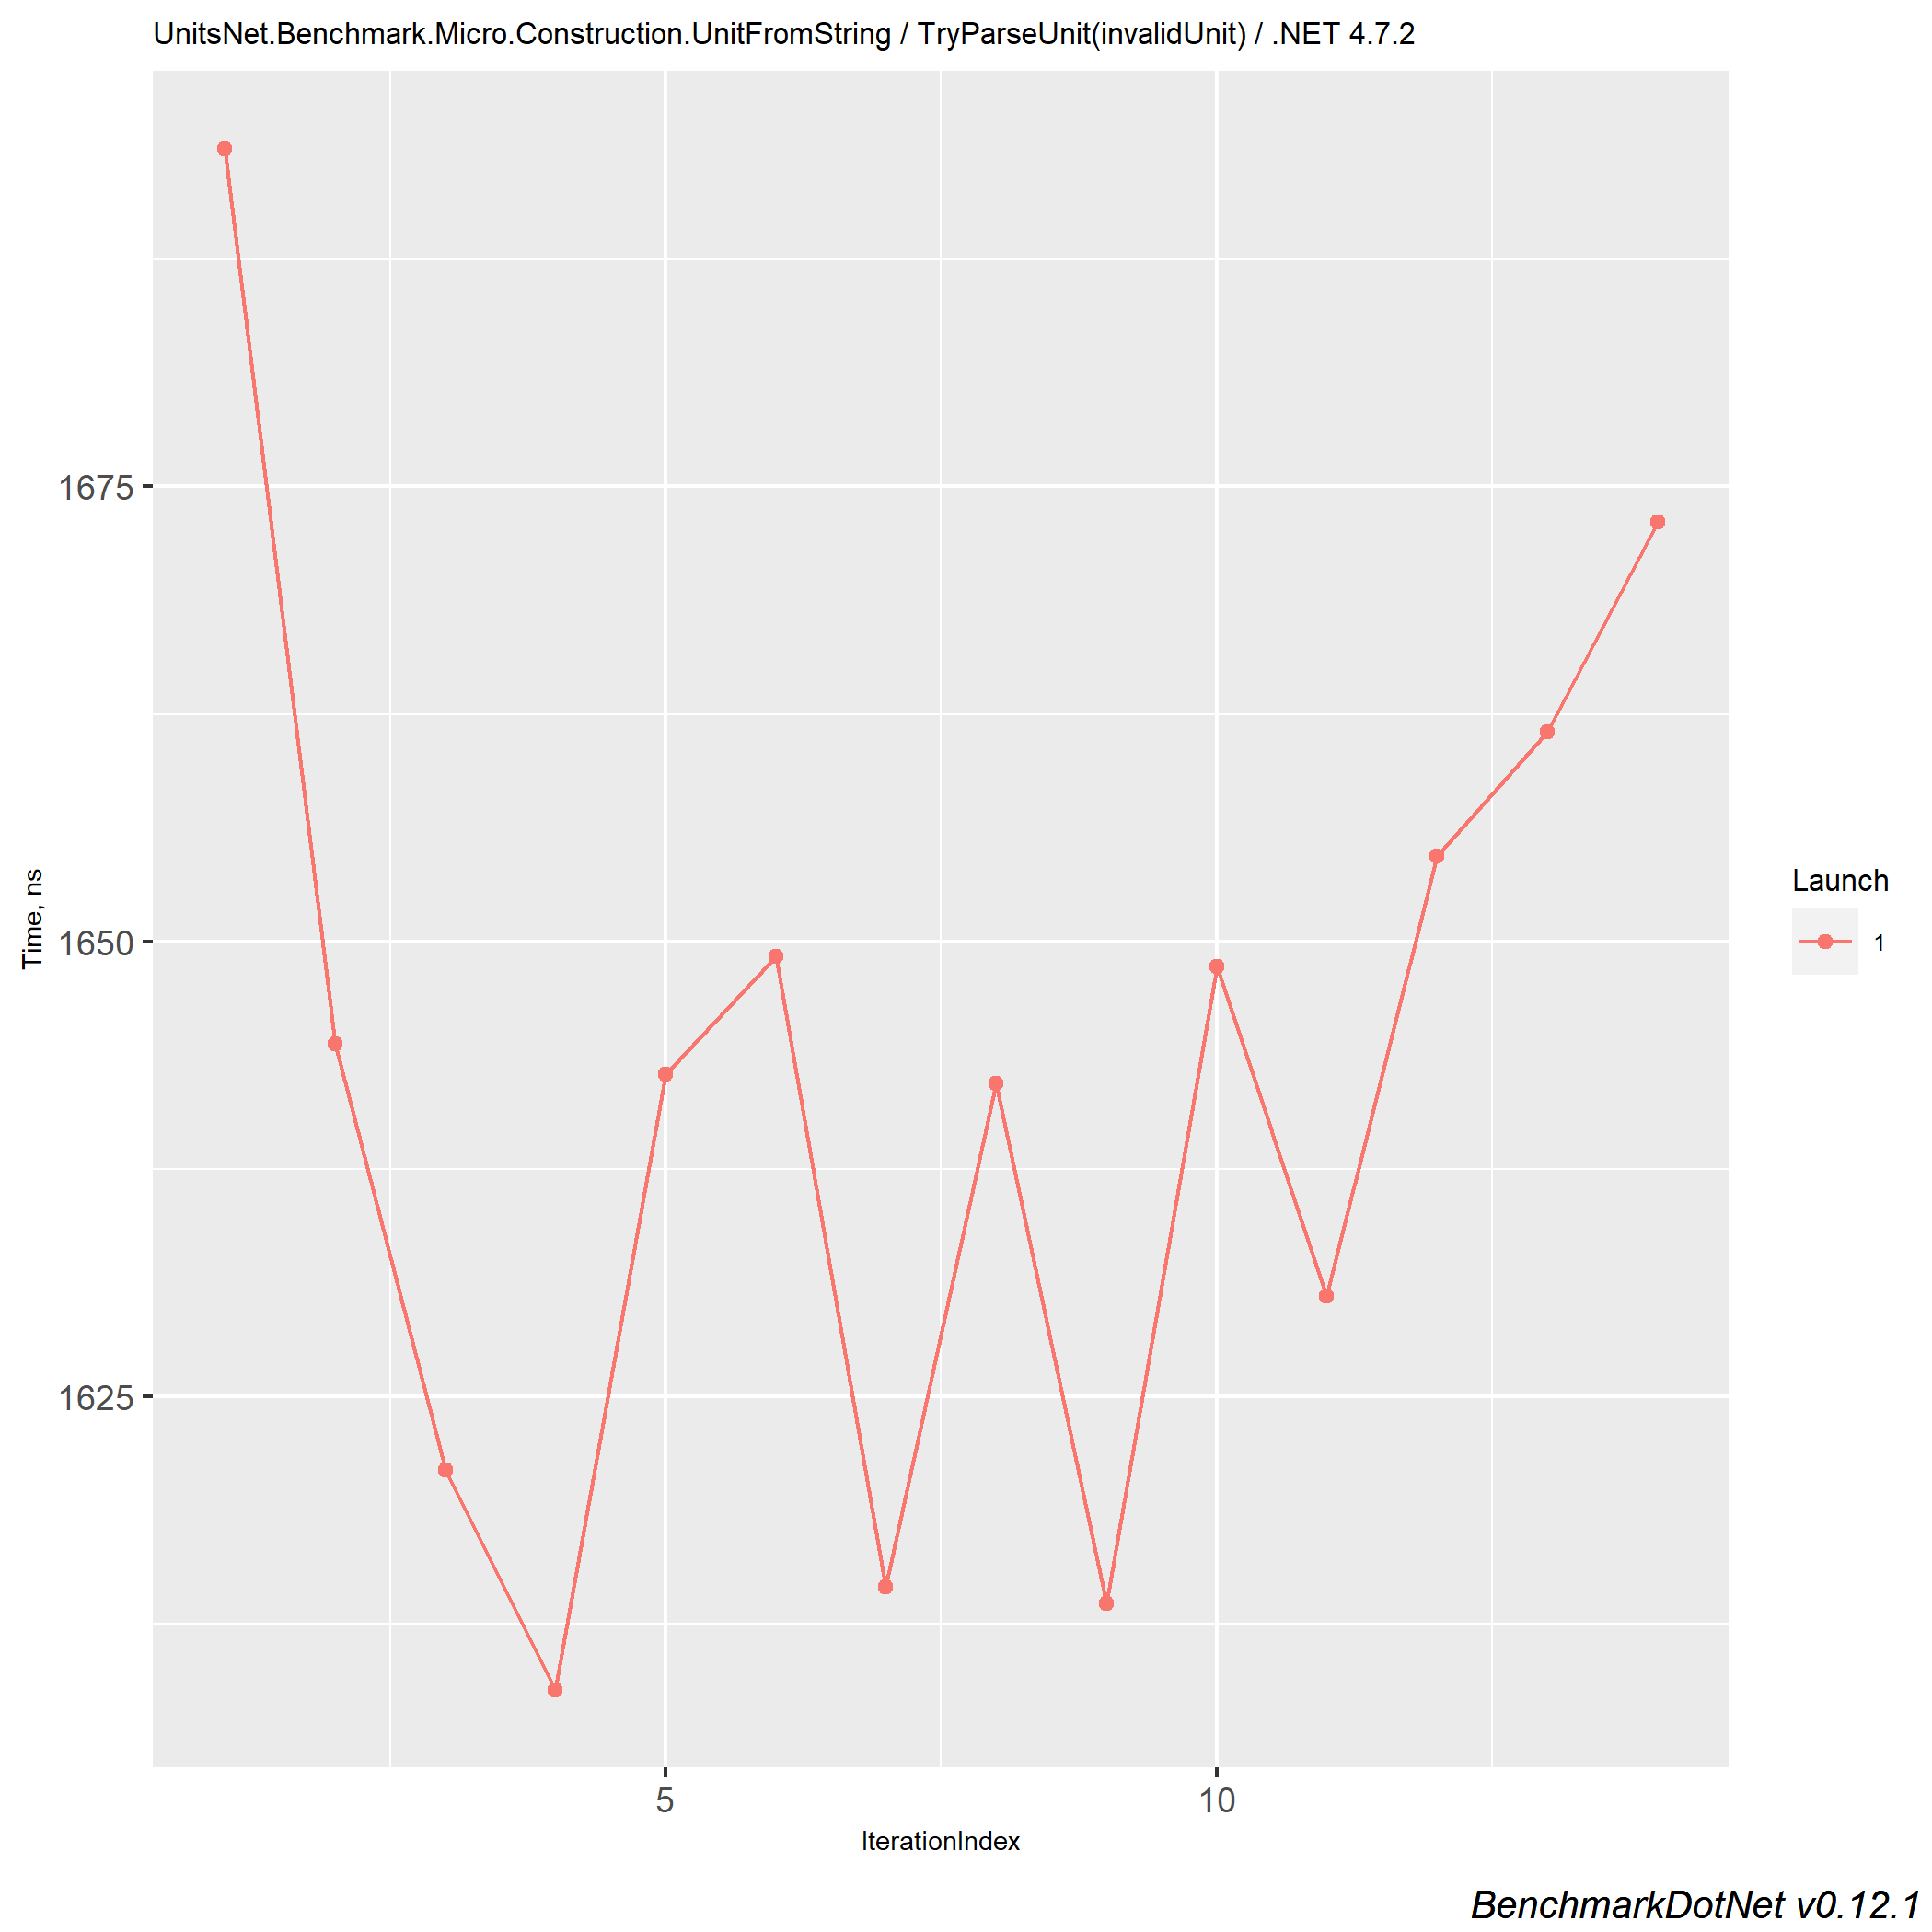 UnitsNet.Benchmark.Micro.Construction.UnitFromString / TryParseUnit(invalidUnit) / .NET 4.7.2
1675
1650
1625
Time, ns
5
10
IterationIndex
Launch
1
BenchmarkDotNet v0.12.1